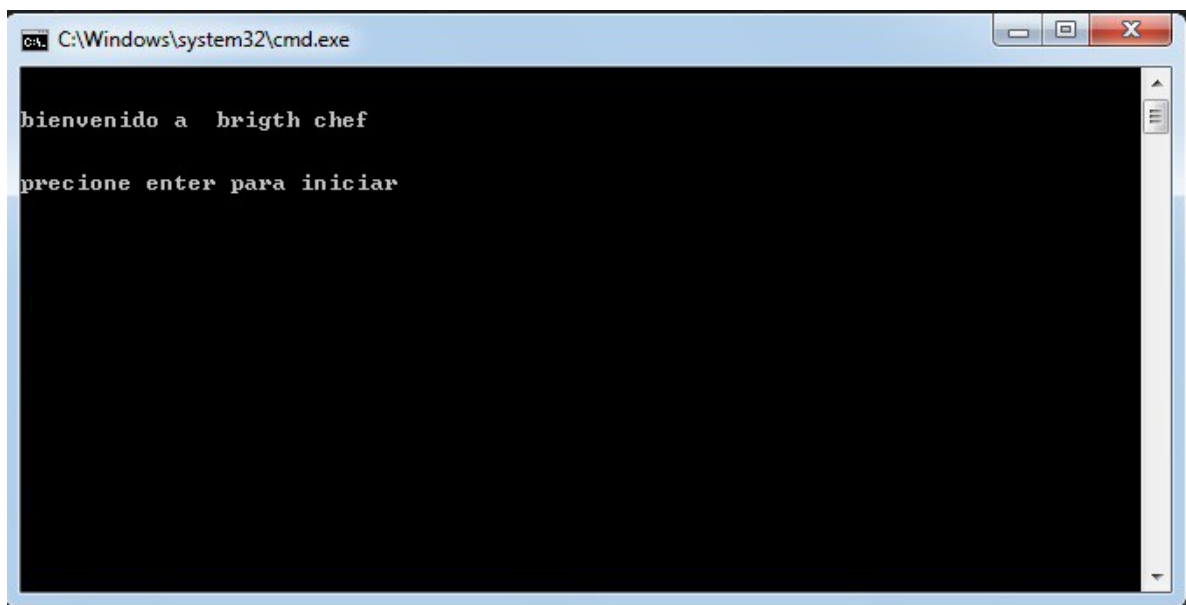 C:\Windows\system32\cmd.exe
bienvenido a  brigth chef
precione enter para iniciar